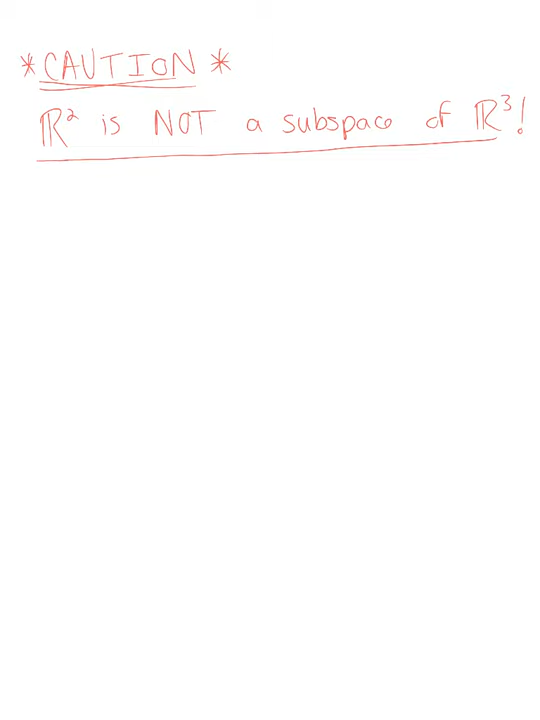 *CAUTION*
ℝ² is NOT a subspace of ℝ³!